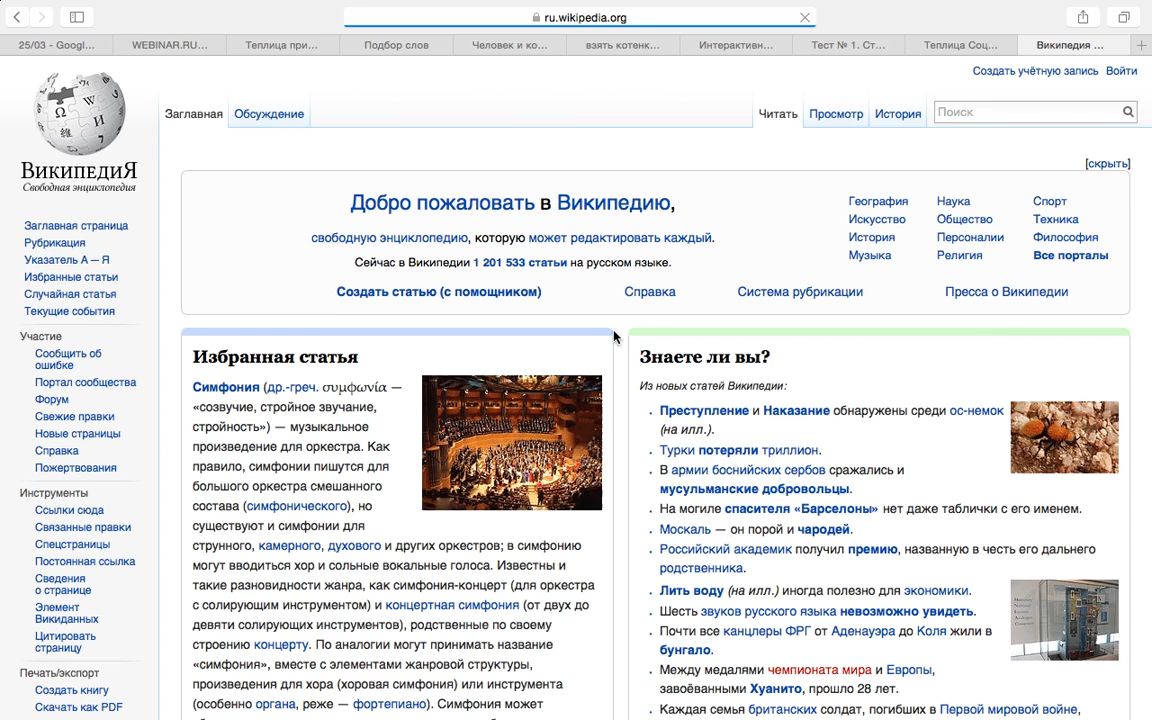 ru.wikipedia.org
25/03 - Googl...
WEBINAR.RU...
Теплица при...
Подбор слов
Человек и ко...
взять котенк...
Интерактивн...
Тест № 1. Ст...
Теплица Соц...
Википедия ...
Создать учётную запись Войти
Заглавная Обсуждение Читать Просмотр История Поиск
ВИКИПЕДИЯ
Свободная энциклопедия
Заглавная страница
Рубрикация
Указатель А — Я
Избранные статьи
Случайная статья
Текущие события
Участие
Сообщить об
ошибке
Портал сообщества
Форум
Свежие правки
Новые страницы
Справка
Пожертвования
Инструменты
Ссылки сюда
Связанные правки
Спецстраницы
Постоянная ссылка
Сведения
о странице
Элемент
Викиданных
Цитировать
страницу
Печать/экспорт
Создать книгу
Скачать как PDF
[скрыть]
Добро пожаловать в Википедию,
свободную энциклопедию, которую может редактировать каждый.
Сейчас в Википедии 1 201 533 статьи на русском языке.
География Наука Спорт
Искусство Общество Техника
История Персоналии Философия
Музыка Религия Все порталы
Создать статью (с помощником) Справка Система рубрикации Пресса о Википедии
Избранная статья
Симфония (др.-греч. συμφωνία —
«созвучие, стройное звучание,
стройность») — музыкальное
произведение для оркестра. Как
правило, симфонии пишутся для
большого оркестра смешанного
состава (симфонического), но
существуют и симфонии для
струнного, камерного, духового и других оркестров; в симфонию
могут вводиться хор и сольные вокальные голоса. Известны и
такие разновидности жанра, как симфония-концерт (для оркестра
с солирующим инструментом) и концертная симфония (от двух до
девяти солирующих инструментов), родственные по своему
строению концерту. По аналогии могут принимать название
«симфония», вместе с элементами жанровой структуры,
произведения для хора (хоровая симфония) или инструмента
(особенно органа, реже — фортепиано). Симфония может
Знаете ли вы?
Из новых статей Википедии:
Преступление и Наказание обнаружены среди ос-немок
(на илл.).
Турки потеряли триллион.
В армии боснийских сербов сражались и
мусульманские добровольцы.
На могиле спасителя «Барселоны» нет даже таблички с его именем.
Москаль — он порой и чародей.
Российский академик получил премию, названную в честь его дальнего
родственника.
Лить воду (на илл.) иногда полезно для экономики.
Шесть звуков русского языка невозможно увидеть.
Почти все канцлеры ФРГ от Аденауэра до Коля жили в
бунгало.
Между медалями чемпионата мира и Европы,
завоёванными Хуанито, прошло 28 лет.
Каждая семья британских солдат, погибших в Первой мировой войне,